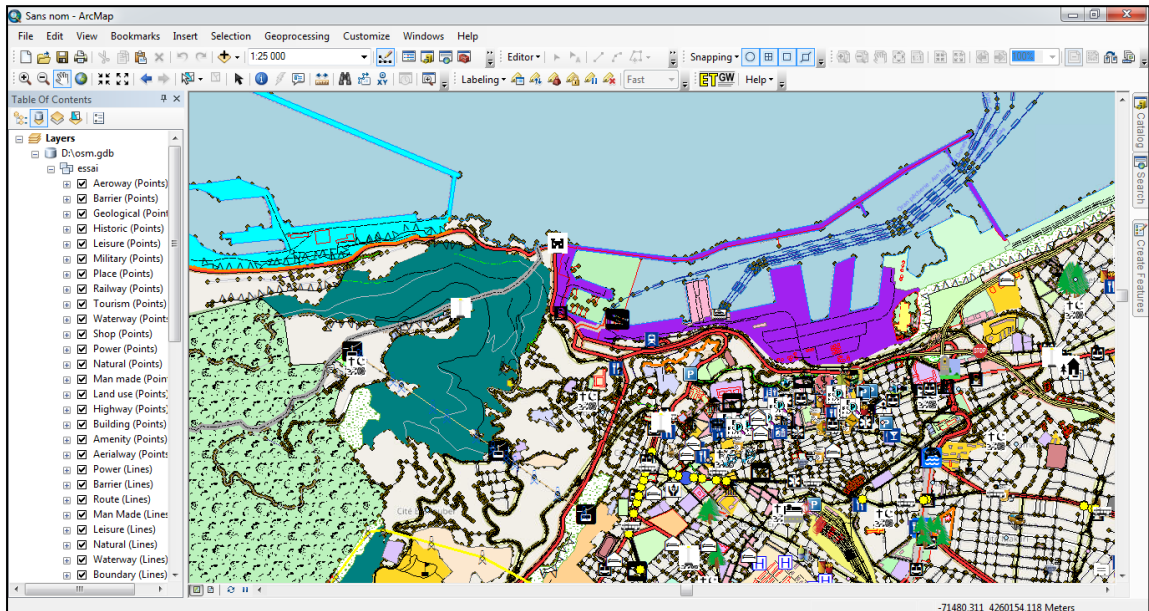 Sans nom - ArcMap
File Edit View Bookmarks Insert Selection Geoprocessing Customize Windows Help
1:25 000 Editor Snapping 100%
Labeling Fast ET GW Help
Table Of Contents
Layers
D:\osm.gdb
essai
Aeroway (Points)
Barrier (Points)
Geological (Point
Historic (Points)
Leisure (Points)
Military (Points)
Place (Points)
Railway (Points)
Tourism (Points)
Waterway (Points)
Shop (Points)
Power (Points)
Natural (Points)
Man made (Poin
Land use (Points)
Highway (Points)
Building (Points)
Amenity (Points)
Aerialway (Points
Power (Lines)
Barrier (Lines)
Route (Lines)
Man Made (Lines
Leisure (Lines)
Natural (Lines)
Waterway (Lines)
Boundary (Lines)
Catalog
Search
Create Features
-71480,311 4260154,118 Meters